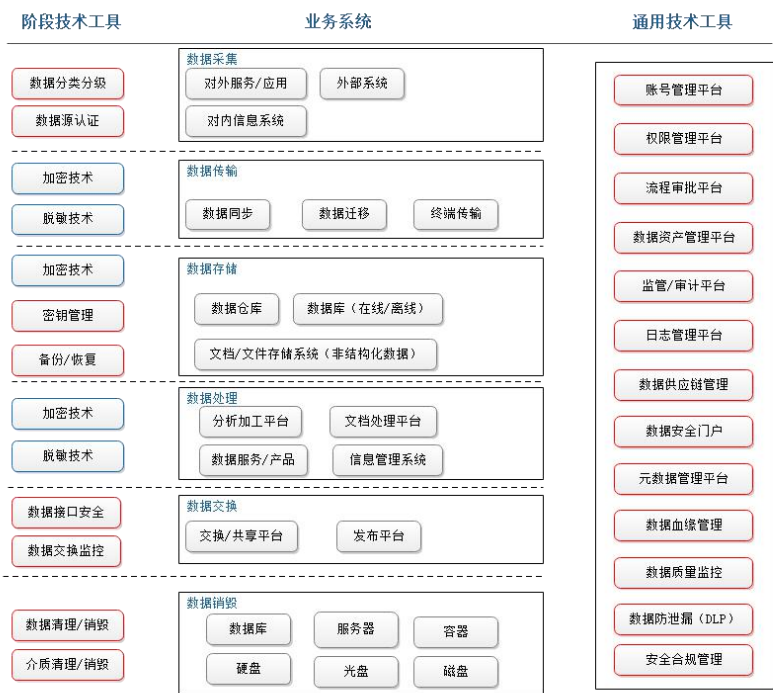 阶段技术工具
业务系统
通用技术工具
数据分类分级
数据源认证
数据采集
对外服务/应用
外部系统
对内信息系统
加密技术
脱敏技术
数据传输
数据同步
数据迁移
终端传输
加密技术
密钥管理
备份/恢复
数据存储
数据仓库
数据库（在线/离线）
文档/文件存储系统（非结构化数据）
加密技术
脱敏技术
数据处理
分析加工平台
文档处理平台
数据服务/产品
信息管理系统
数据接口安全
数据交换监控
数据交换
交换/共享平台
发布平台
数据清理/销毁
介质清理/销毁
数据销毁
数据库
服务器
容器
硬盘
光盘
磁盘
账号管理平台
权限管理平台
流程审批平台
数据资产管理平台
监管/审计平台
日志管理平台
数据供应链管理
数据安全门户
元数据管理平台
数据血缘管理
数据质量监控
数据防泄漏（DLP）
安全合规管理